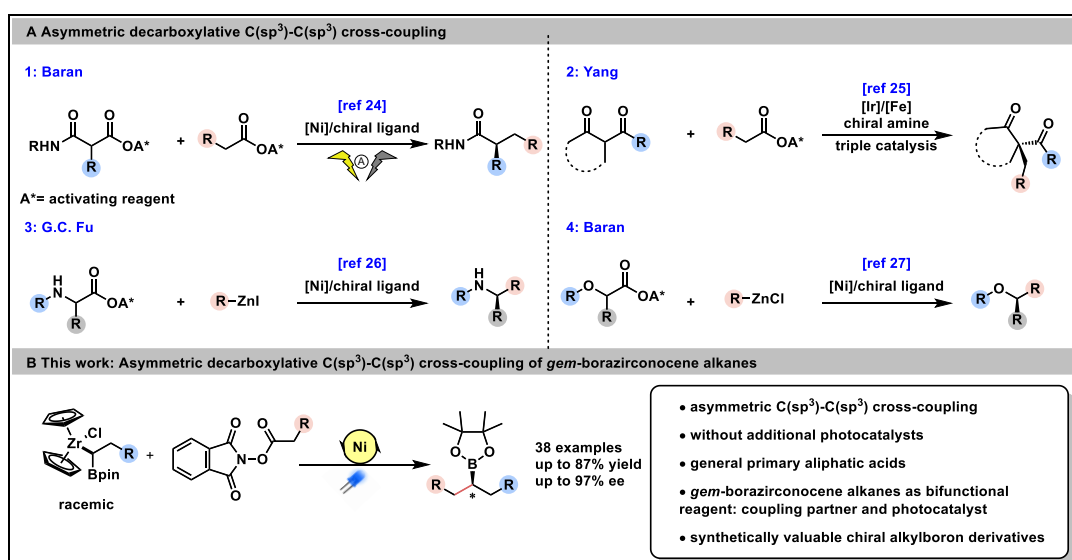 A Asymmetric decarboxylative C(sp³)-C(sp³) cross-coupling
1: Baran
RHN
O
O
OA*
R
+
R
O
OA*
[ref 24]
[Ni]/chiral ligand
A
RHN
O
R
R
A*= activating reagent
2: Yang
O
O
R
+
R
O
OA*
[ref 25]
[Ir]/[Fe]
chiral amine
triple catalysis
O
O
R
R
3: G.C. Fu
R
H
N
O
OA*
R
+
R–ZnI
[ref 26]
[Ni]/chiral ligand
R
H
N
R
R
4: Baran
R
O
O
OA*
R
+
R–ZnCl
[ref 27]
[Ni]/chiral ligand
R
O
R
R
B This work: Asymmetric decarboxylative C(sp³)-C(sp³) cross-coupling of gem-borazirconocene alkanes
Zr
Cl
R
Bpin
racemic
+
O
N-O
O
O
R
Ni
O
O
B
R
R
*
38 examples
up to 87% yield
up to 97% ee
• asymmetric C(sp³)-C(sp³) cross-coupling
• without additional photocatalysts
• general primary aliphatic acids
• gem-borazirconocene alkanes as bifunctional
reagent: coupling partner and photocatalyst
• synthetically valuable chiral alkylboron derivatives